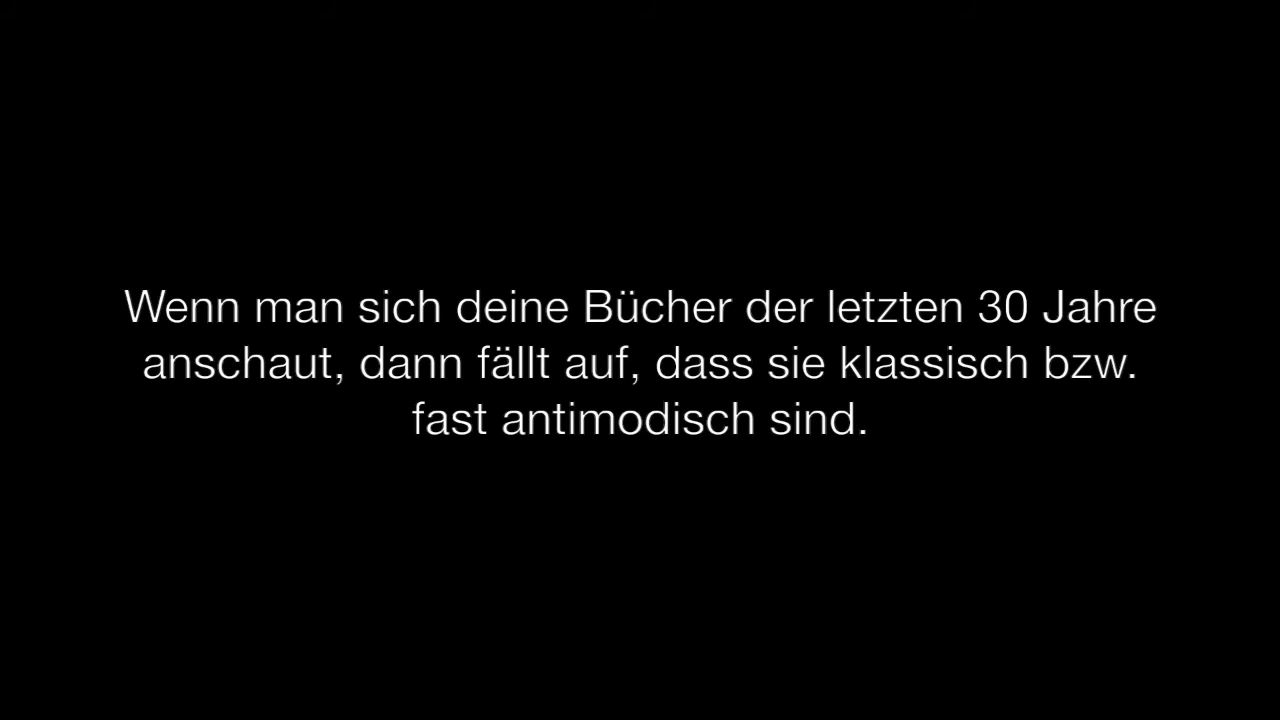 Wenn man sich deine Bücher der letzten 30 Jahre
anschaut, dann fällt auf, dass sie klassisch bzw.
fast antimodisch sind.